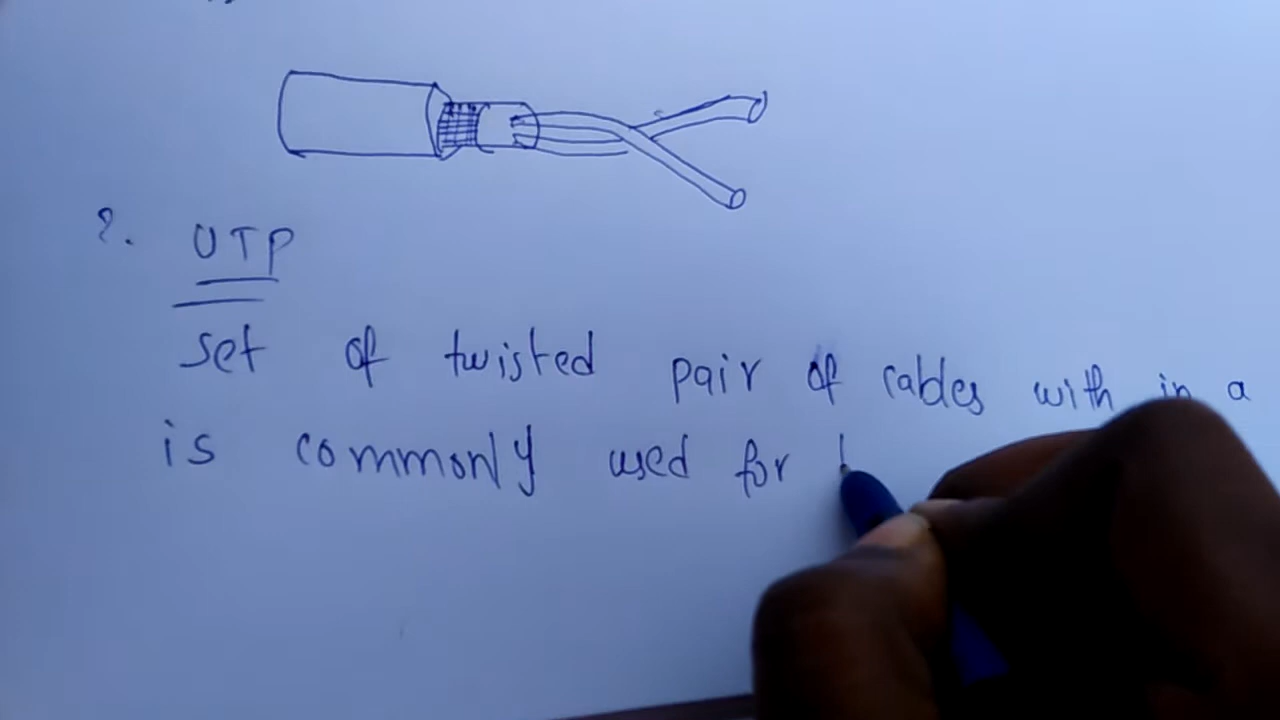 2. UTP
set of twisted pair of cables with in a
is commonly used for